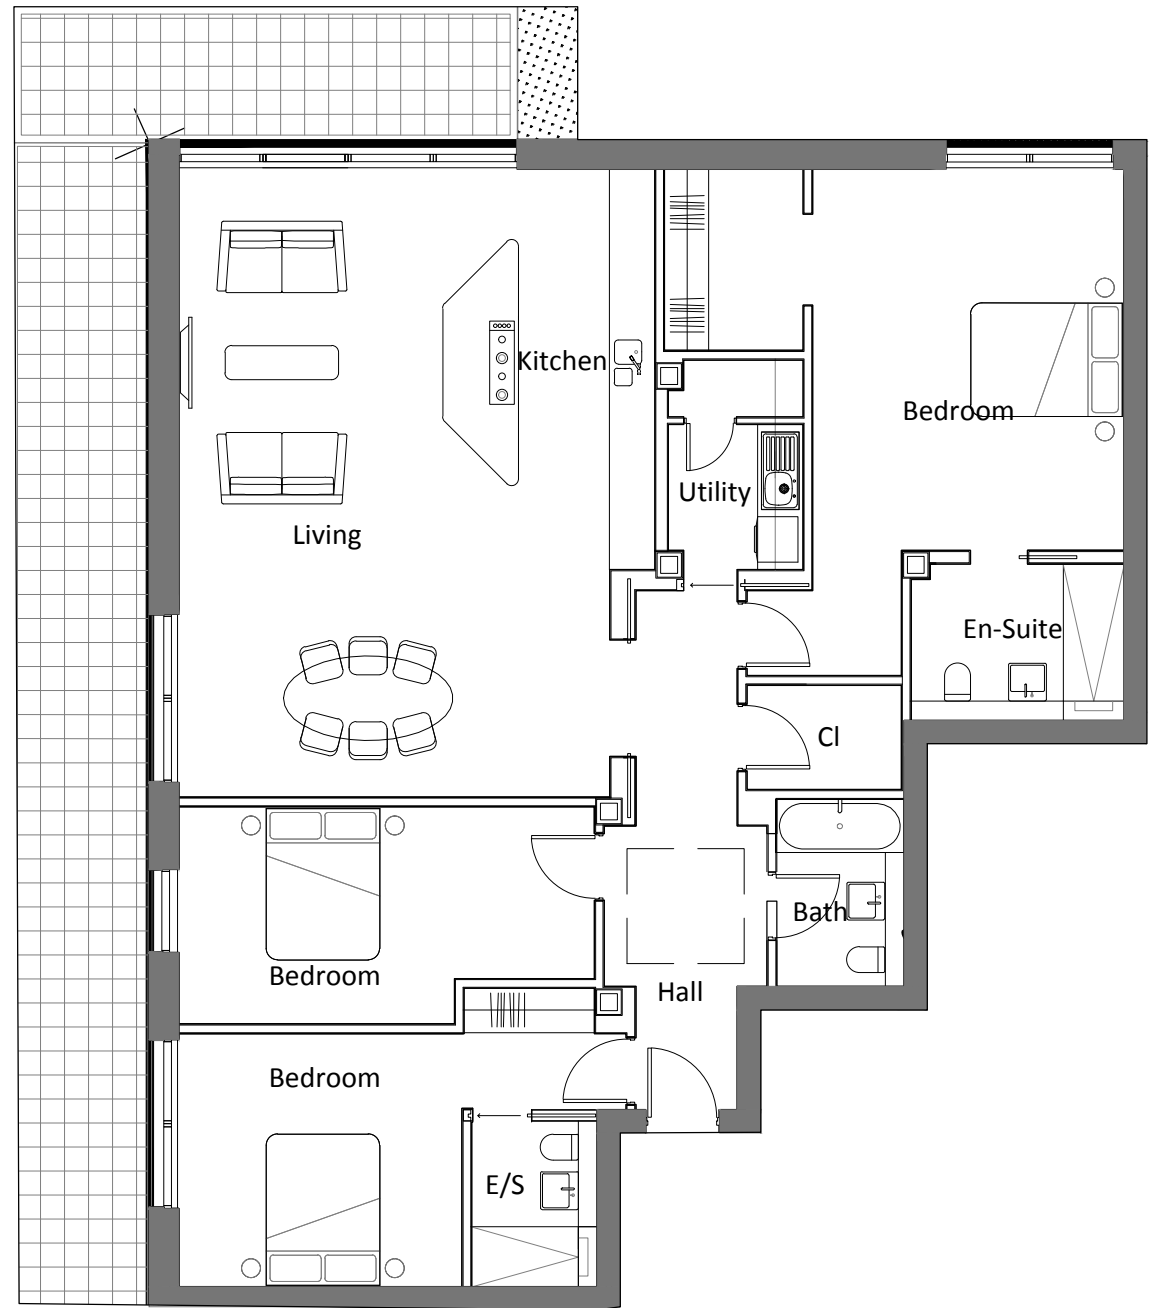 Kitchen
Bedroom
Utility
Living
En-Suite
Cl
Bath
Bedroom
Hall
Bedroom
E/S